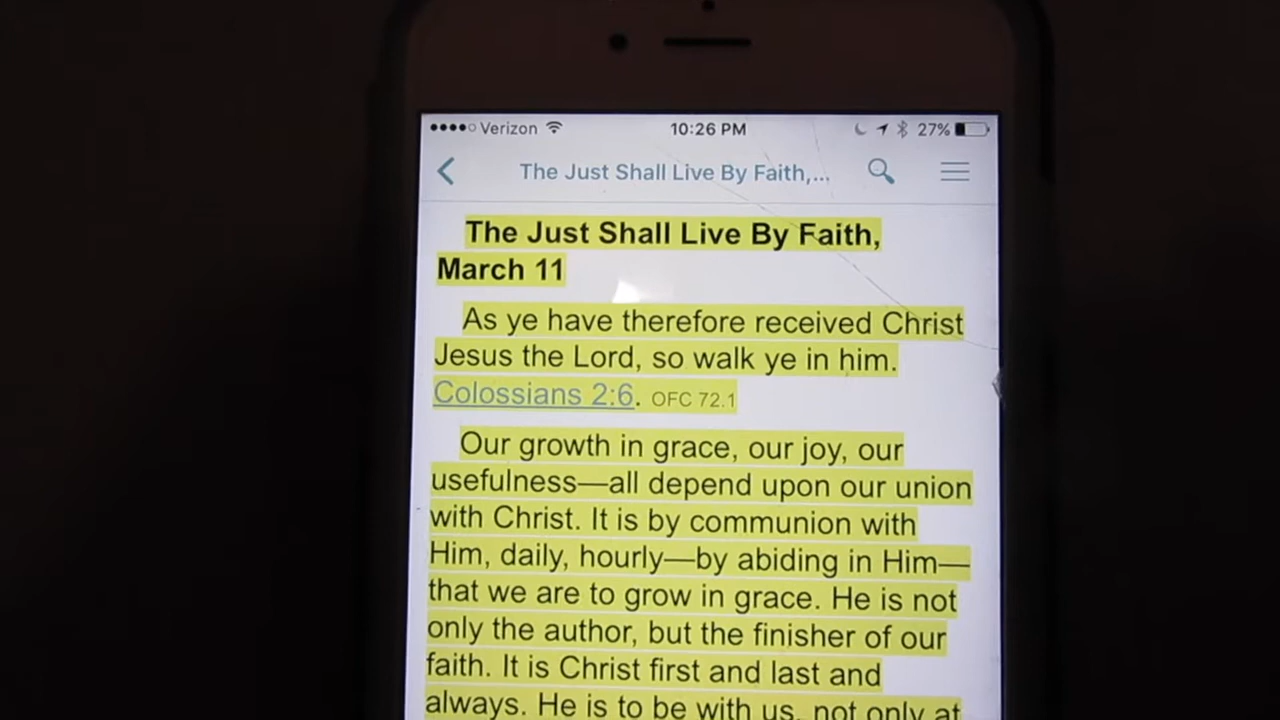 Verizon 10:26 PM 27%
The Just Shall Live By Faith,...
The Just Shall Live By Faith,
March 11
As ye have therefore received Christ
Jesus the Lord, so walk ye in him.
Colossians 2:6. OFC 72.1
Our growth in grace, our joy, our
usefulness—all depend upon our union
with Christ. It is by communion with
Him, daily, hourly—by abiding in Him—
that we are to grow in grace. He is not
only the author, but the finisher of our
faith. It is Christ first and last and
always. He is to be with us, not only at